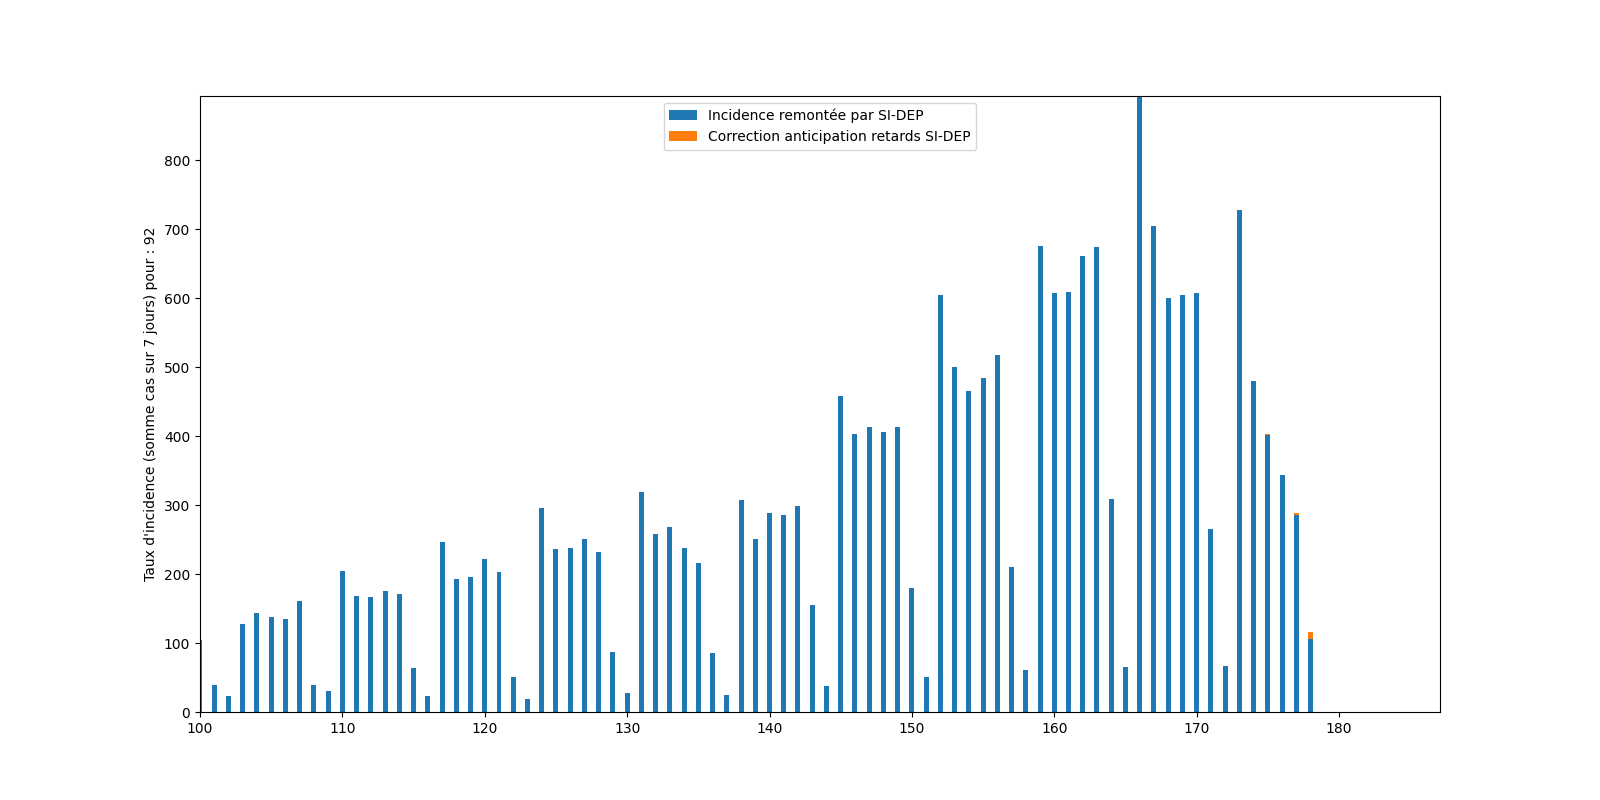 Incidence remontée par SI-DEP
Correction anticipation retards SI-DEP
Taux d'incidence (somme cas sur 7 jours) pour : 92
800
700
600
500
400
300
200
100
0
100 110 120 130 140 150 160 170 180